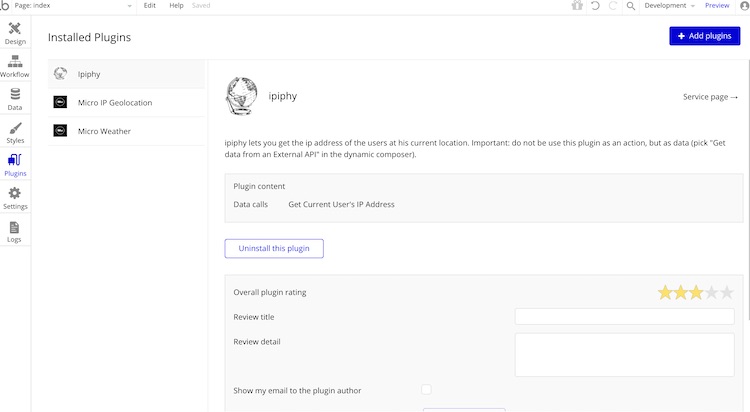 .b Page: index Edit Help Saved Development Preview
Design
Workflow
Data
Styles
Plugins
Settings
Logs
Installed Plugins
+ Add plugins
Ipiphy
Micro IP Geolocation
Micro Weather
ipiphy
Service page →
ipiphy lets you get the ip address of the users at his current location. Important: do not be use this plugin as an action, but as data (pick "Get
data from an External API" in the dynamic composer).
Plugin content
Data calls Get Current User's IP Address
Uninstall this plugin
Overall plugin rating
Review title
Review detail
Show my email to the plugin author